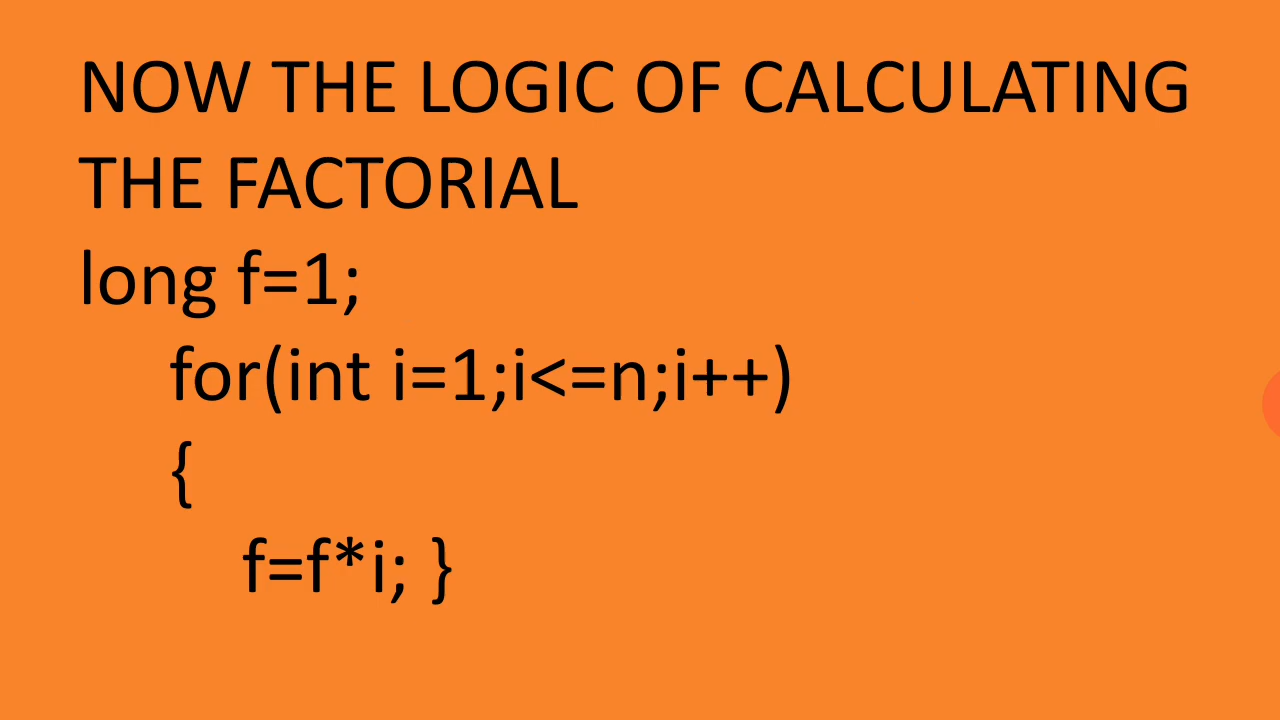 NOW THE LOGIC OF CALCULATING
THE FACTORIAL
long f=1;
for(int i=1;i<=n;i++)
{
f=f*i; }